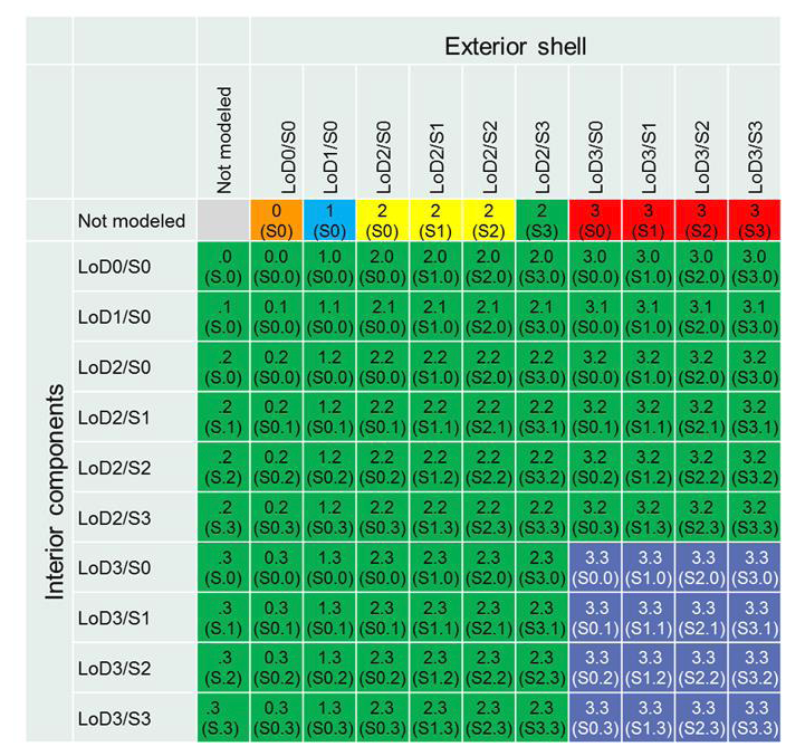 Exterior shell
Not modeled LoD0/S0 LoD1/S0 LoD2/S0 LoD2/S1 LoD2/S2 LoD2/S3 LoD3/S0 LoD3/S1 LoD3/S2 LoD3/S3
Not modeled 0 1 2 2 2 2 3 3 3 3
(S0) (S0) (S0) (S1) (S2) (S3) (S0) (S1) (S2) (S3)
Interior components
LoD0/S0 .0 0.0 1.0 2.0 2.0 2.0 2.0 3.0 3.0 3.0 3.0
(S.0) (S0.0) (S0.0) (S0.0) (S1.0) (S2.0) (S3.0) (S0.0) (S1.0) (S2.0) (S3.0)
LoD1/S0 .1 0.1 1.1 2.1 2.1 2.1 2.1 3.1 3.1 3.1 3.1
(S.0) (S0.0) (S0.0) (S0.0) (S1.0) (S2.0) (S3.0) (S0.0) (S1.0) (S2.0) (S3.0)
LoD2/S0 .2 0.2 1.2 2.2 2.2 2.2 2.2 3.2 3.2 3.2 3.2
(S.0) (S0.0) (S0.0) (S0.0) (S1.0) (S2.0) (S3.0) (S0.0) (S1.0) (S2.0) (S3.0)
LoD2/S1 .2 0.2 1.2 2.2 2.2 2.2 2.2 3.2 3.2 3.2 3.2
(S.1) (S0.1) (S0.1) (S0.1) (S1.1) (S2.1) (S3.1) (S0.1) (S1.1) (S2.1) (S3.1)
LoD2/S2 .2 0.2 1.2 2.2 2.2 2.2 2.2 3.2 3.2 3.2 3.2
(S.2) (S0.2) (S0.2) (S0.2) (S1.2) (S2.2) (S3.2) (S0.2) (S1.2) (S2.2) (S3.2)
LoD2/S3 .2 0.2 1.2 2.2 2.2 2.2 2.2 3.2 3.2 3.2 3.2
(S.3) (S0.3) (S0.3) (S0.3) (S1.3) (S2.3) (S3.3) (S0.3) (S1.3) (S2.3) (S3.3)
LoD3/S0 .3 0.3 1.3 2.3 2.3 2.3 2.3 3.3 3.3 3.3 3.3
(S.0) (S0.0) (S0.0) (S0.0) (S1.0) (S2.0) (S3.0) (S0.0) (S1.0) (S2.0) (S3.0)
LoD3/S1 .3 0.3 1.3 2.3 2.3 2.3 2.3 3.3 3.3 3.3 3.3
(S.1) (S0.1) (S0.1) (S0.1) (S1.1) (S2.1) (S3.1) (S0.1) (S1.1) (S2.1) (S3.1)
LoD3/S2 .3 0.3 1.3 2.3 2.3 2.3 2.3 3.3 3.3 3.3 3.3
(S.2) (S0.2) (S0.2) (S0.2) (S1.2) (S2.2) (S3.2) (S0.2) (S1.2) (S2.2) (S3.2)
LoD3/S3 .3 0.3 1.3 2.3 2.3 2.3 2.3 3.3 3.3 3.3 3.3
(S.3) (S0.3) (S0.3) (S0.3) (S1.3) (S2.3) (S3.3) (S0.3) (S1.3) (S2.3) (S3.3)